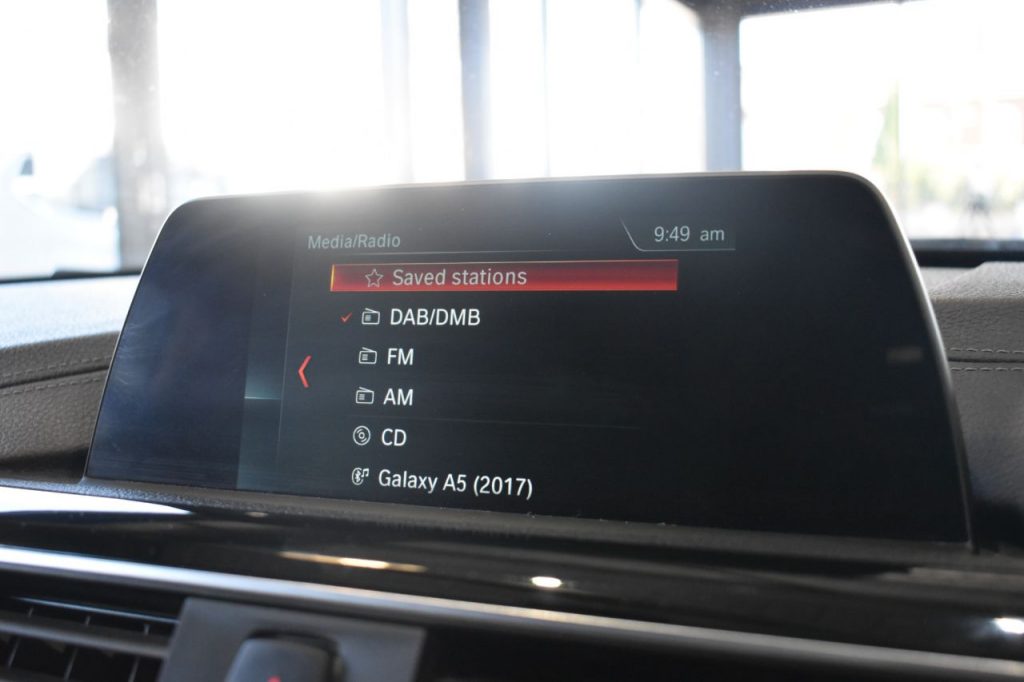 Media/Radio
9:49 am
Saved stations
DAB/DMB
FM
AM
CD
Galaxy A5 (2017)